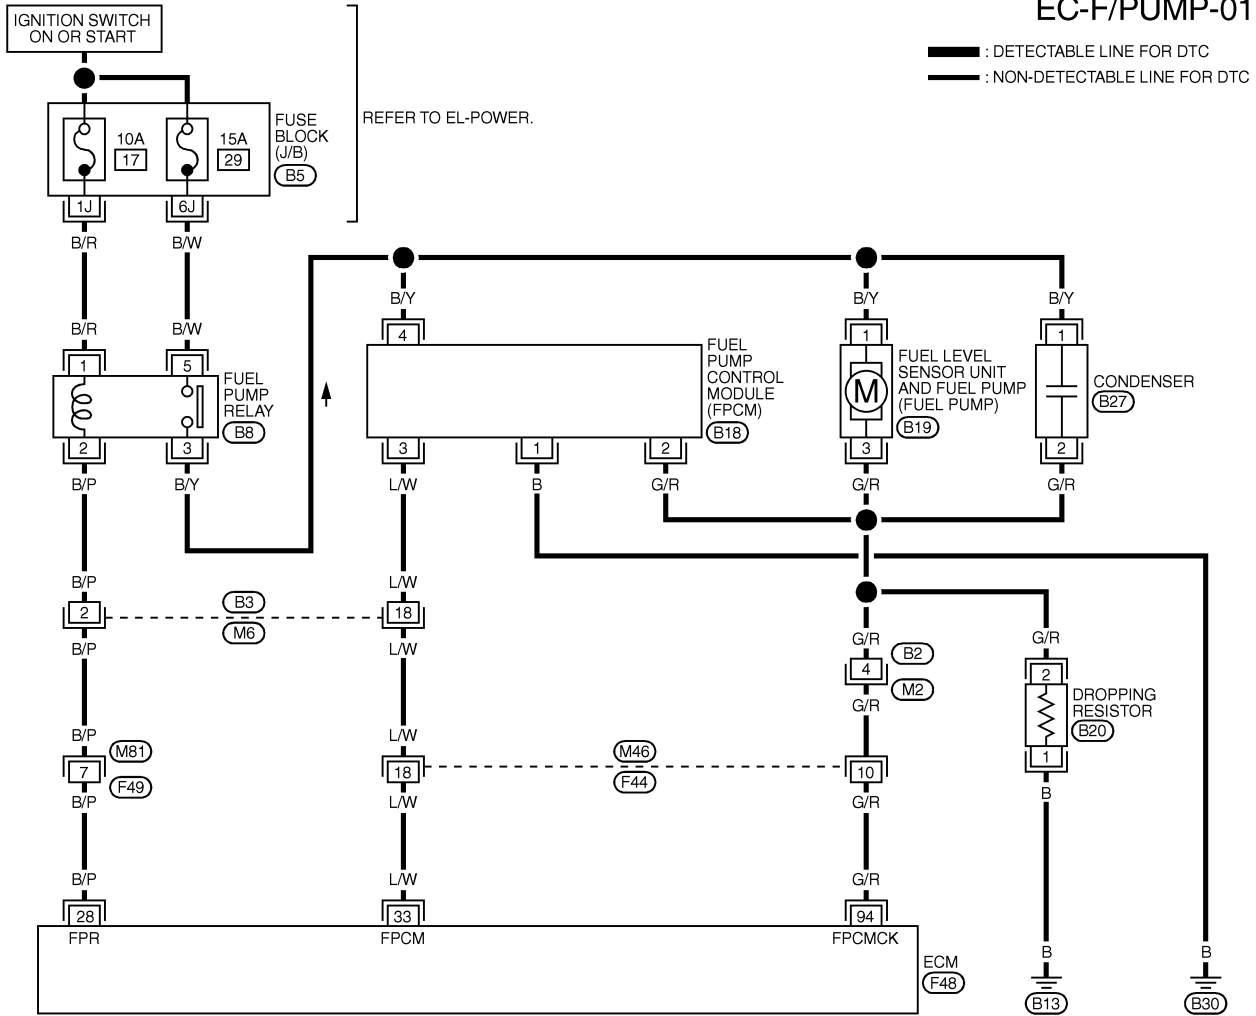 IGNITION SWITCH
ON OR START
EC-F/PUMP-01
: DETECTABLE LINE FOR DTC
: NON-DETECTABLE LINE FOR DTC
10A
17
15A
29
FUSE
BLOCK
(J/B)
B5
REFER TO EL-POWER.
1J
6J
B/R
B/W
B/R
B/W
B/Y
B/Y
B/Y
1
5
4
1
1
FUEL
PUMP
RELAY
B8
FUEL
PUMP
CONTROL
MODULE
(FPCM)
B18
M
FUEL LEVEL
SENSOR UNIT
AND FUEL PUMP
(FUEL PUMP)
B19
CONDENSER
B27
2
3
3
1
2
3
2
B/P
B/Y
L/W
B
G/R
G/R
G/R
B/P
L/W
2
B3
M6
18
B/P
L/W
G/R
4
B2
M2
G/R
G/R
2
DROPPING
RESISTOR
B20
1
B
B/P
L/W
7
M81
F49
18
M46
F44
10
B/P
L/W
G/R
B/P
L/W
G/R
28
33
94
FPR
FPCM
FPCMCK
ECM
F48
B
B
B13
B30